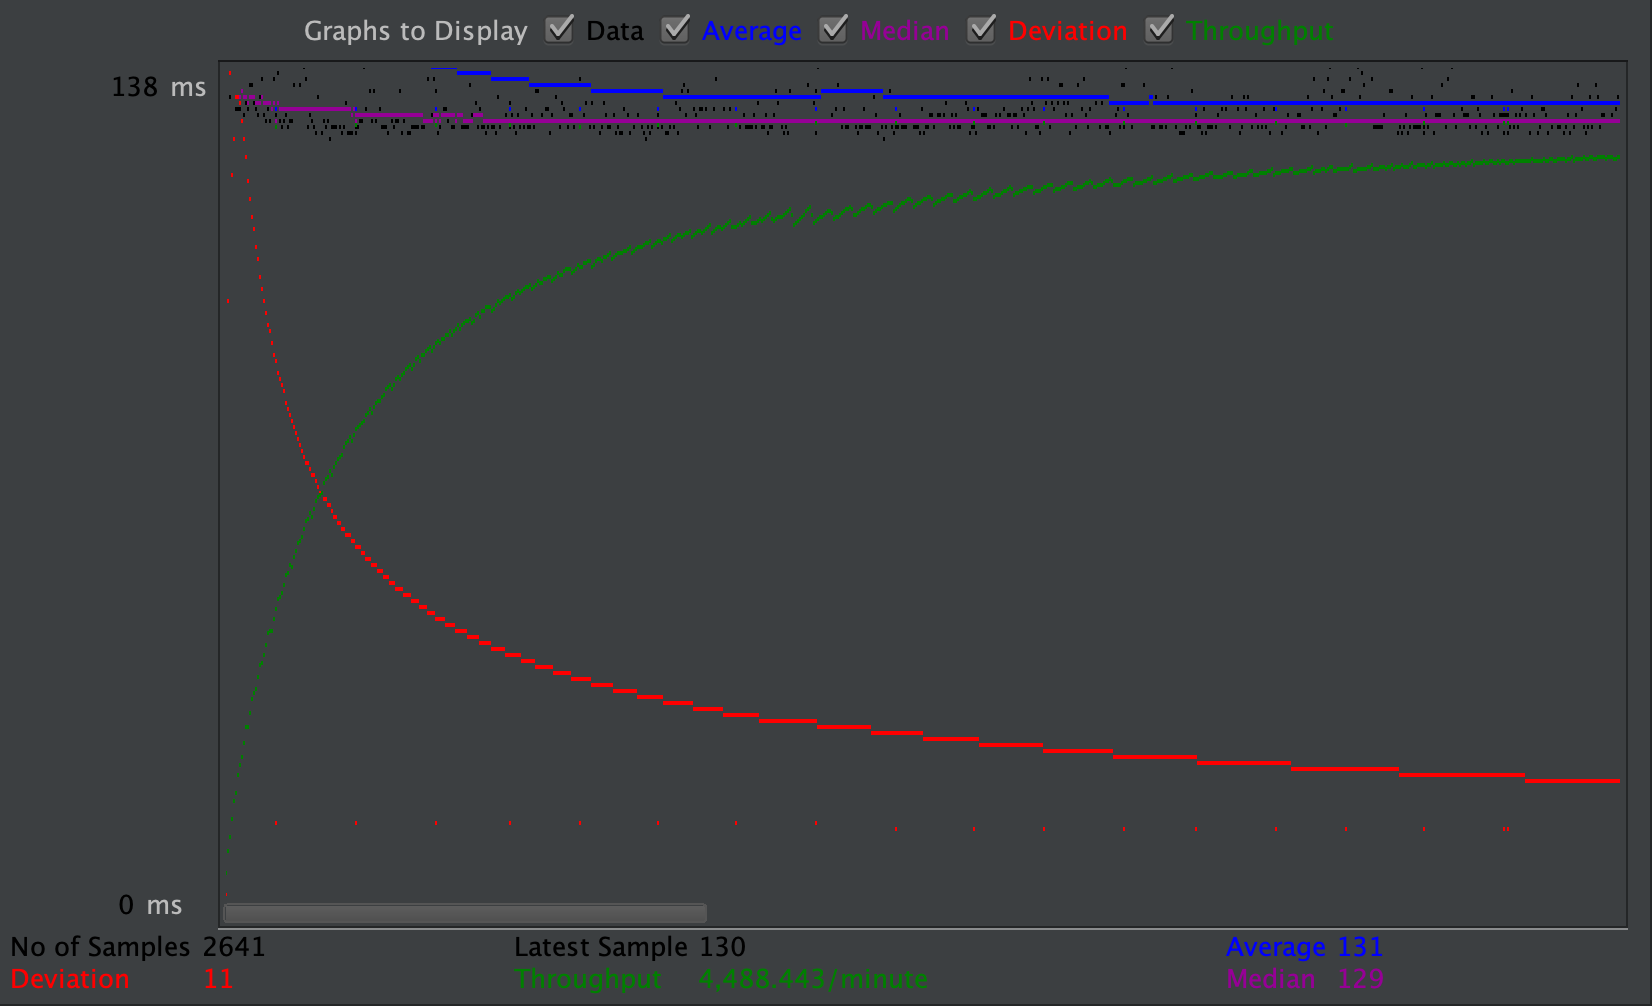 Graphs to Display Data Average Median Deviation Throughput
138 ms
0 ms
No of Samples 2641 Latest Sample 130 Average 131
Deviation 11 Throughput 4,488.443/minute Median 129